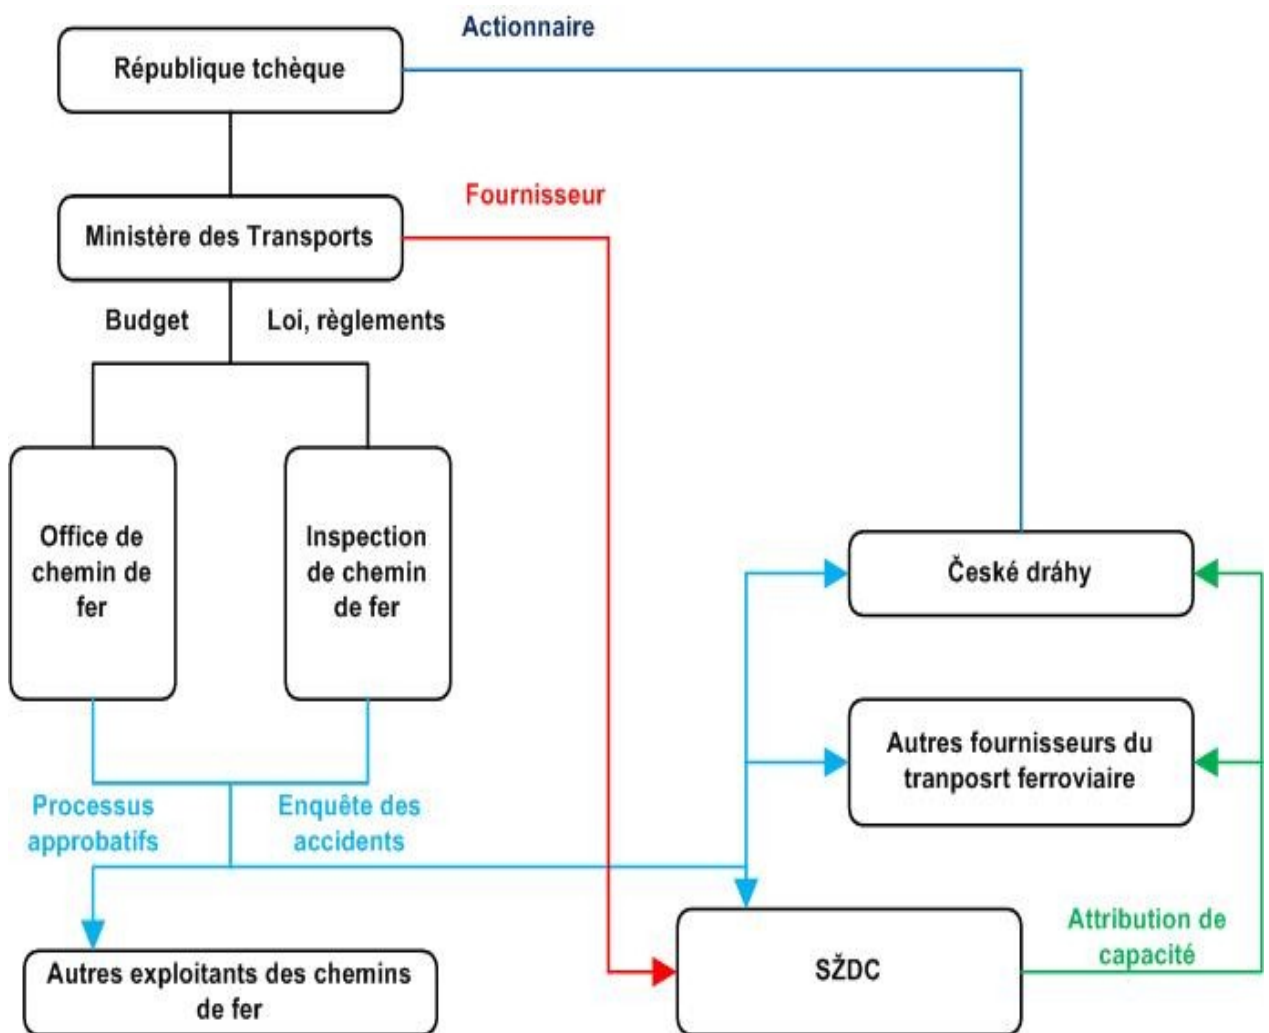 Actionnaire
République tchèque
Fournisseur
Ministère des Transports
Budget
Loi, règlements
Office de
chemin de
fer
Inspection
de chemin
de fer
České dráhy
Autres fournisseurs du
tranposrt ferroviaire
Processus
approbatifs
Enquête des
accidents
Attribution de
capacité
SŽDC
Autres exploitants des chemins
de fer